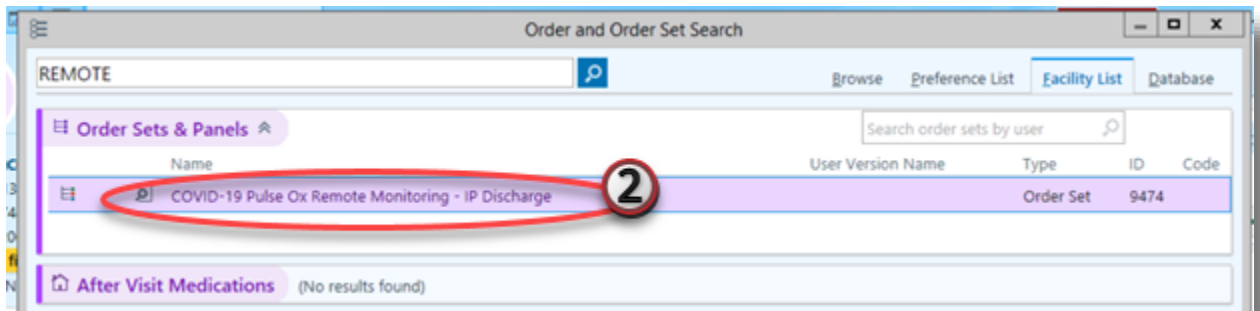 Order and Order Set Search
REMOTE
Browse Preference List Facility List Database
Order Sets & Panels
Search order sets by user
Name User Version Name Type ID Code
COVID-19 Pulse Ox Remote Monitoring - IP Discharge Order Set 9474
2
After Visit Medications (No results found)